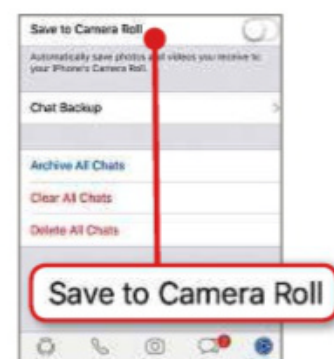 Save to Camera Roll
Automatically save photos and videos you receive to
your iPhone's Camera Roll.
Chat Backup
Archive All Chats
Clear All Chats
Delete All Chats
Save to Camera Roll